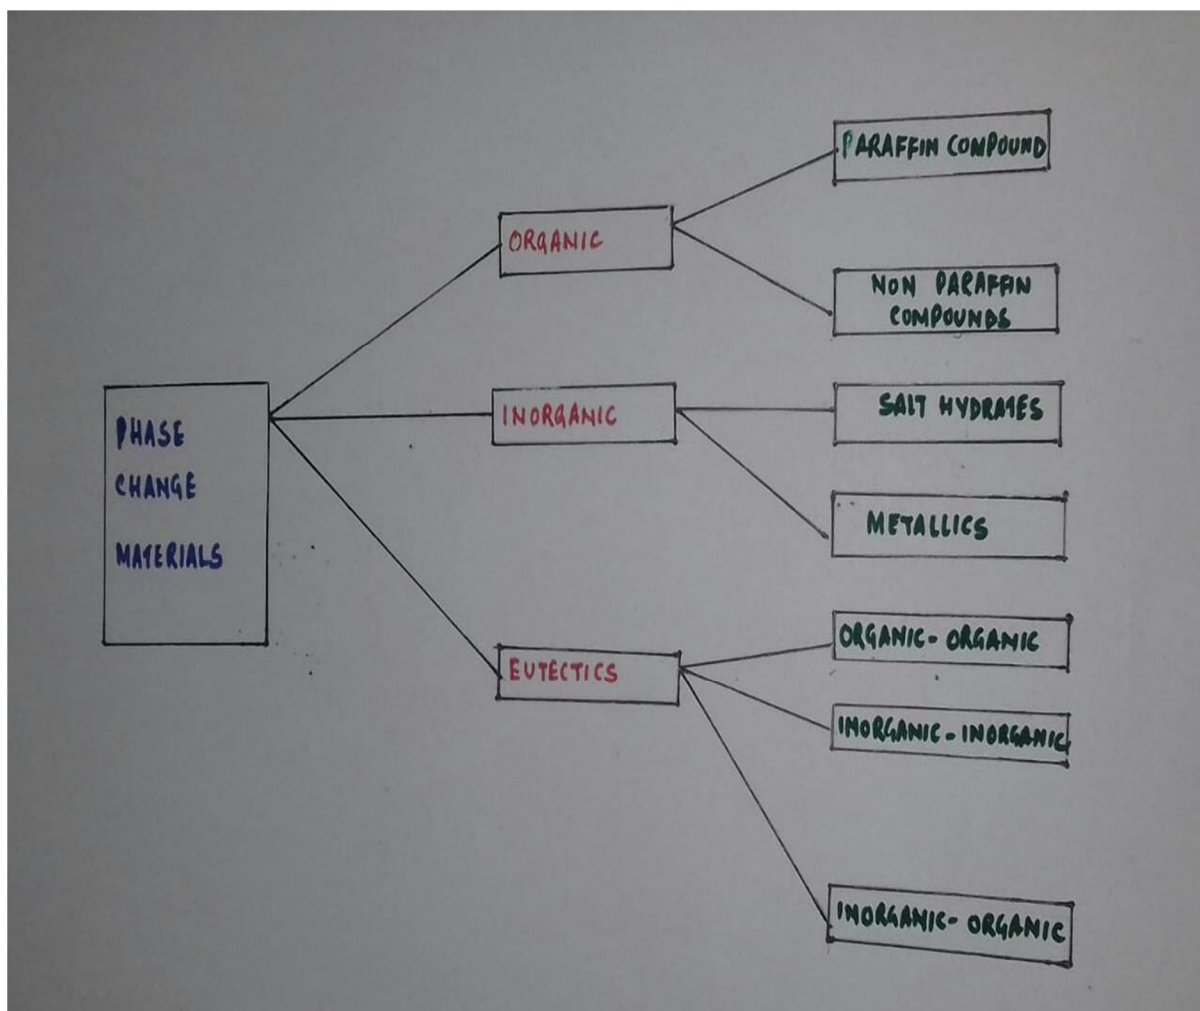 PHASE
CHANGE
MATERIALS
ORGANIC
INORGANIC
EUTECTICS
PARAFFIN COMPOUND
NON PARAFFIN
COMPOUNDS
SALT HYDRATES
METALLICS
ORGANIC- ORGANIC
INORGANIC-INORGANIC
INORGANIC- ORGANIC